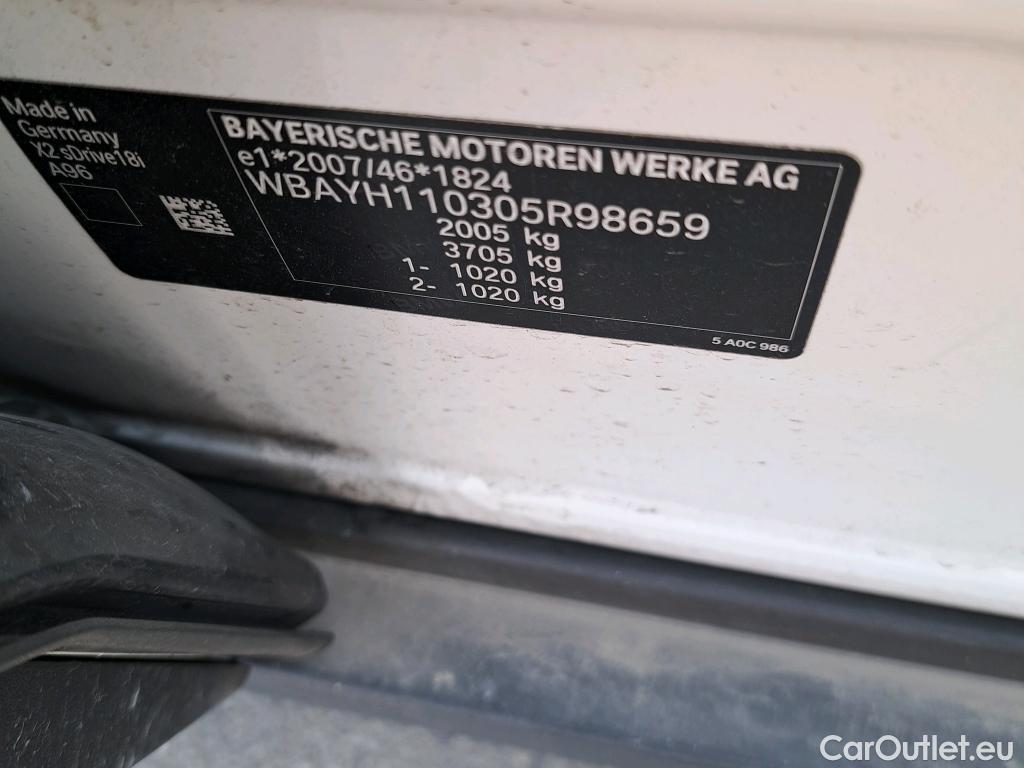 Made in
Germany
X2 sDrive18i
A96
BAYERISCHE MOTOREN WERKE AG
e1*2007/46*1824
WBAYH110305R98659
2005 kg
3705 kg
1- 1020 kg
2- 1020 kg
5 A0C 986
CarOutlet.eu